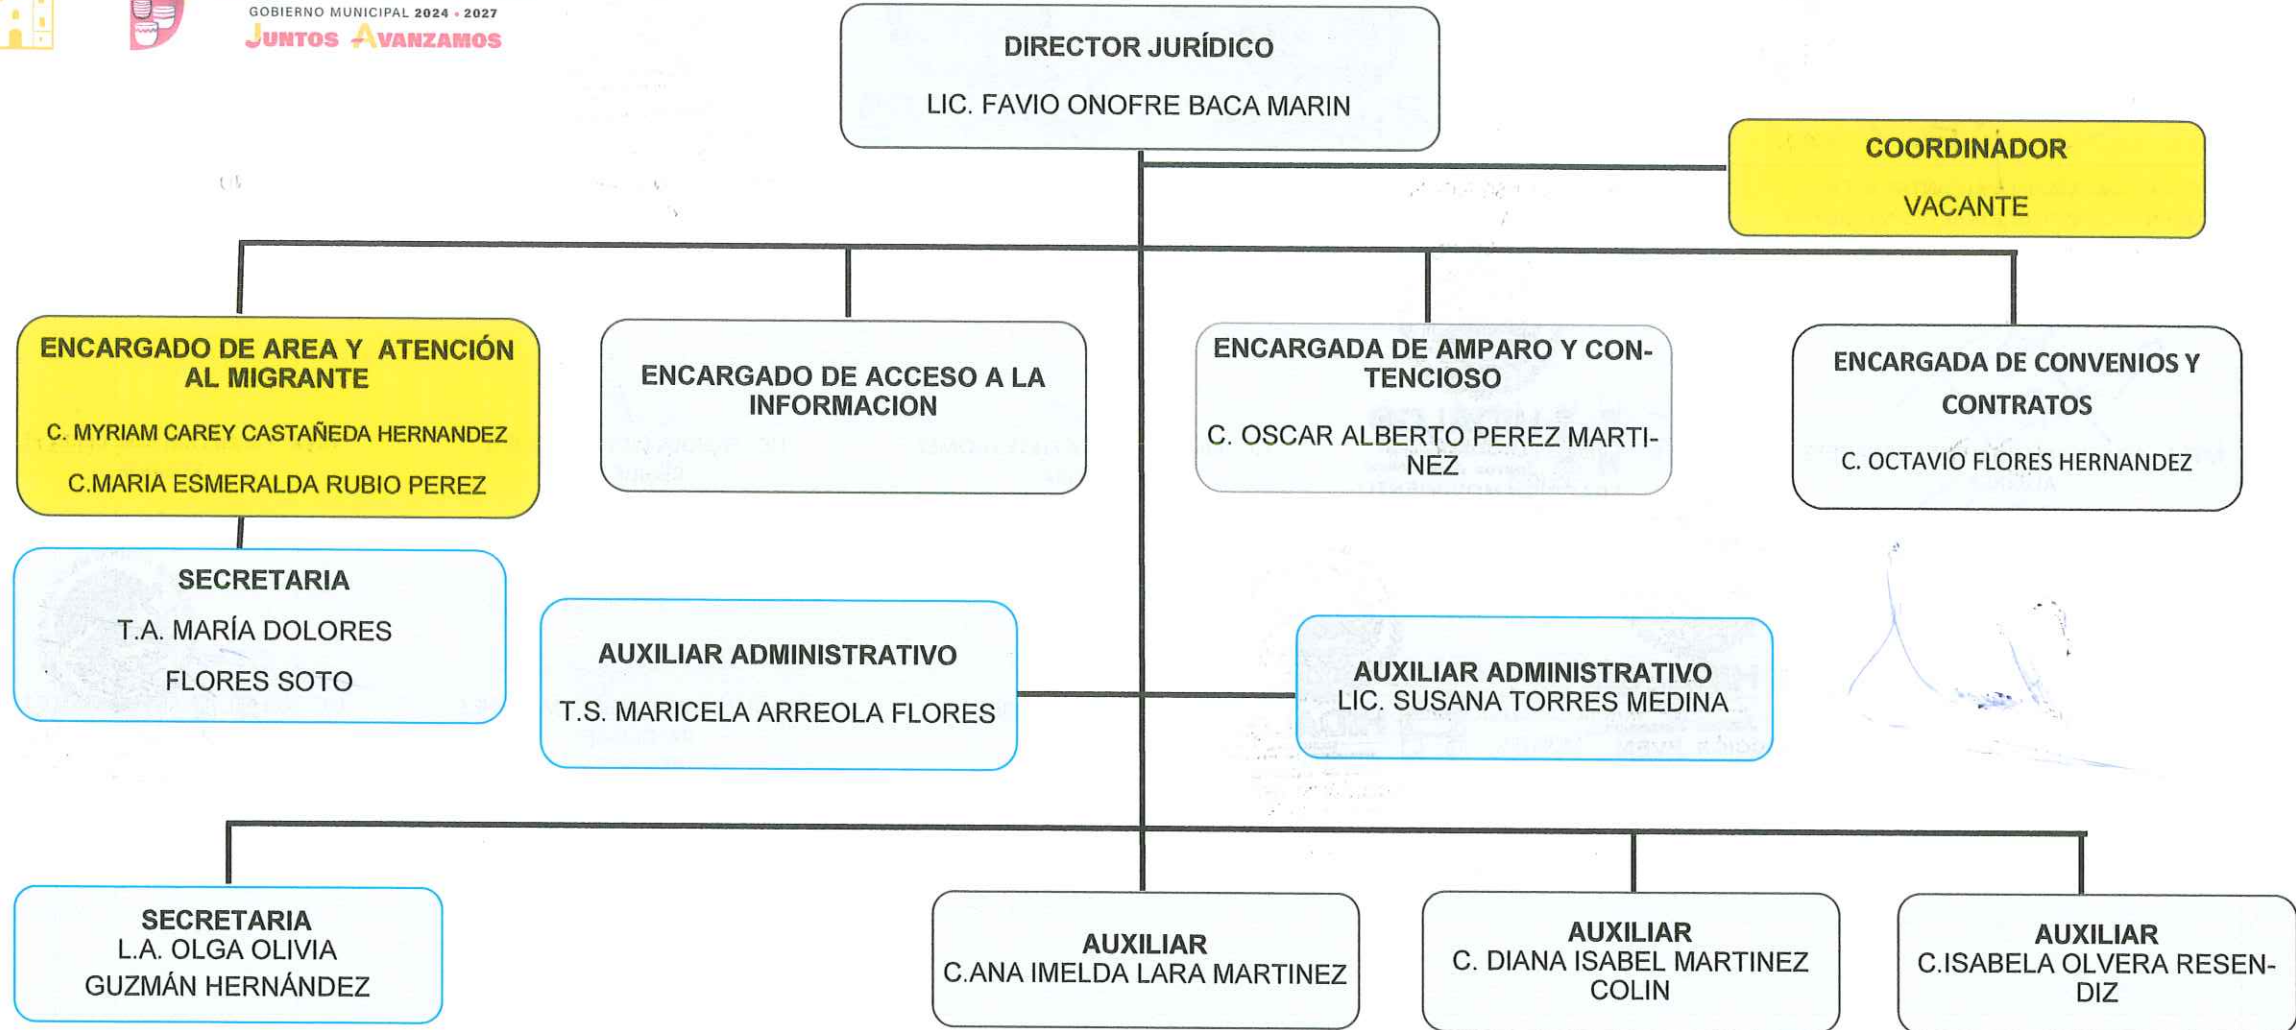 GOBIERNO MUNICIPAL 2024 • 2027
JUNTOS AVANZAMOS
DIRECTOR JURÍDICO
LIC. FAVIO ONOFRE BACA MARIN
COORDINADOR
VACANTE
ENCARGADO DE AREA Y ATENCIÓN
AL MIGRANTE
C. MYRIAM CAREY CASTAÑEDA HERNANDEZ
C.MARIA ESMERALDA RUBIO PEREZ
ENCARGADO DE ACCESO A LA
INFORMACION
ENCARGADA DE AMPARO Y CON-
TENCIOSO
C. OSCAR ALBERTO PEREZ MARTI-
NEZ
ENCARGADA DE CONVENIOS Y
CONTRATOS
C. OCTAVIO FLORES HERNANDEZ
SECRETARIA
T.A. MARÍA DOLORES
FLORES SOTO
AUXILIAR ADMINISTRATIVO
T.S. MARICELA ARREOLA FLORES
AUXILIAR ADMINISTRATIVO
LIC. SUSANA TORRES MEDINA
SECRETARIA
L.A. OLGA OLIVIA
GUZMÁN HERNÁNDEZ
AUXILIAR
C.ANA IMELDA LARA MARTINEZ
AUXILIAR
C. DIANA ISABEL MARTINEZ
COLIN
AUXILIAR
C.ISABELA OLVERA RESEN-
DIZ